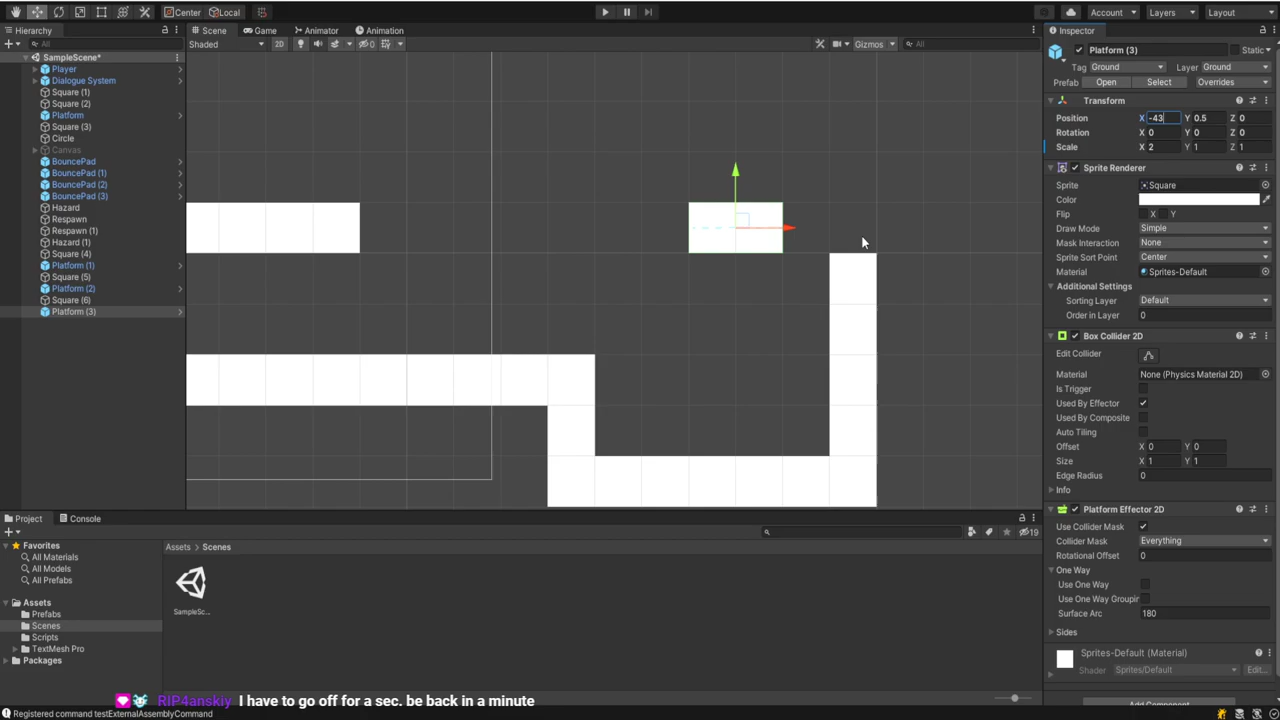 Center Local Account Layers Layout
Hierarchy Scene Game Animator Animation Inspector
All Shaded 2D 0 Gizmos All Platform (3) Static
SampleScene*
Player
Dialogue System
Square (1)
Square (2)
Platform
Square (3)
Circle
Canvas
BouncePad
BouncePad (1)
BouncePad (2)
BouncePad (3)
Hazard
Respawn
Respawn (1)
Hazard (1)
Square (4)
Platform (1)
Square (5)
Platform (2)
Square (6)
Platform (3)
Tag Ground Layer Ground
Prefab Open Select Overrides
Transform
Position X -43 Y 0.5 Z 0
Rotation X 0 Y 0 Z 0
Scale X 2 Y 1 Z 1
Sprite Renderer
Sprite Square
Color
Flip X Y
Draw Mode Simple
Mask Interaction None
Sprite Sort Point Center
Material Sprites-Default
Additional Settings
Sorting Layer Default
Order in Layer 0
Box Collider 2D
Edit Collider
Material None (Physics Material 2D)
Is Trigger
Used By Effector
Used By Composite
Auto Tiling
Offset X 0 Y 0
Size X 1 Y 1
Edge Radius 0
Info
Platform Effector 2D
Use Collider Mask
Collider Mask Everything
Rotational Offset 0
One Way
Use One Way
Use One Way Groupin
Surface Arc 180
Sides
Sprites-Default (Material)
Shader Sprites/Default Edit...
Add Component
Project Console
19
Favorites
All Materials
All Models
All Prefabs
Assets
Prefabs
Scenes
Scripts
TextMesh Pro
Packages
Assets Scenes
SampleSc...
RIP4anskiy I have to go off for a sec. be back in a minute
Registered command testExternalAssemblyCommand